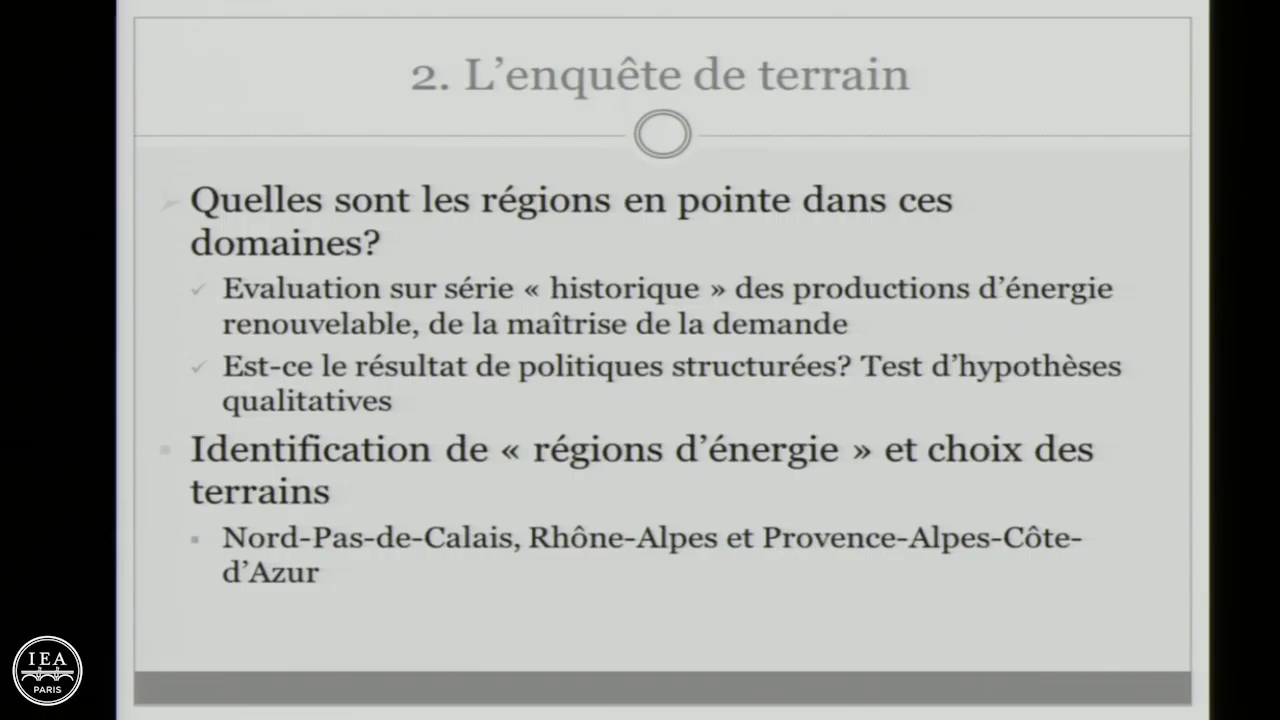 2. L’enquête de terrain
Quelles sont les régions en pointe dans ces
domaines?
Evaluation sur série « historique » des productions d’énergie
renouvelable, de la maîtrise de la demande
Est-ce le résultat de politiques structurées? Test d’hypothèses
qualitatives
Identification de « régions d’énergie » et choix des
terrains
Nord-Pas-de-Calais, Rhône-Alpes et Provence-Alpes-Côte-
d’Azur
IEA
PARIS